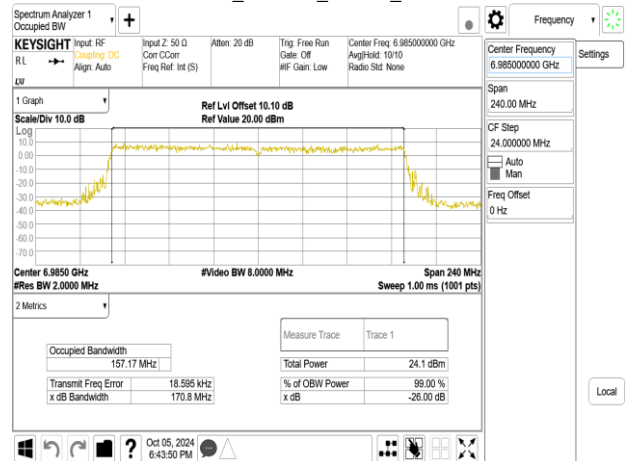 Spectrum Analyzer 1
Occupied BW
+
Frequency
KEYSIGHT
RL
LXI
Input: RF
Coupling: DC
Align: Auto
Input Z: 50 Ω
Corr CCorr
Freq Ref: Int (S)
Atten: 20 dB
Trig: Free Run
Gate: Off
#IF Gain: Low
Center Freq: 6.985000000 GHz
Avg|Hold: 10/10
Radio Std: None
Center Frequency
6.985000000 GHz
Settings
Span
240.00 MHz
CF Step
24.000000 MHz
Auto
Man
Freq Offset
0 Hz
1 Graph
Scale/Div 10.0 dB
Ref Lvl Offset 10.10 dB
Ref Value 20.00 dBm
Log
10.0
0.00
-10.0
-20.0
-30.0
-40.0
-50.0
-60.0
-70.0
Center 6.9850 GHz
#Video BW 8.0000 MHz
Span 240 MHz
#Res BW 2.0000 MHz
Sweep 1.00 ms (1001 pts)
2 Metrics
Measure Trace
Trace 1
Occupied Bandwidth
157.17 MHz
Total Power
24.1 dBm
Transmit Freq Error
18.595 kHz
% of OBW Power
99.00 %
x dB Bandwidth
170.8 MHz
x dB
-26.00 dB
Local
?
Oct 05, 2024
6:43:50 PM